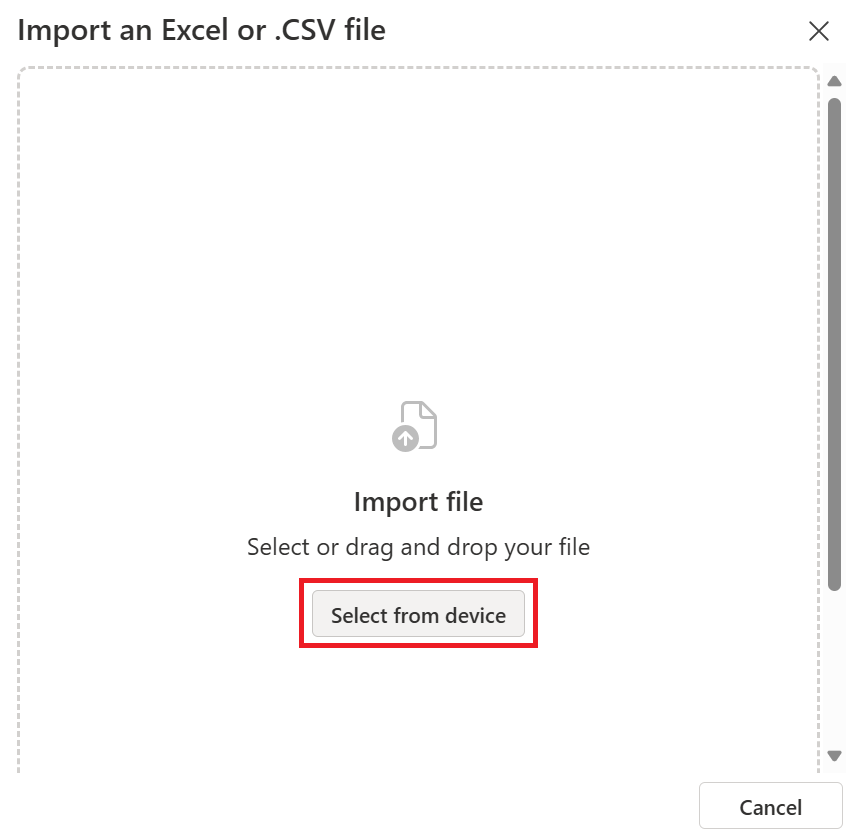 Import an Excel or .CSV file
Import file
Select or drag and drop your file
Select from device
Cancel